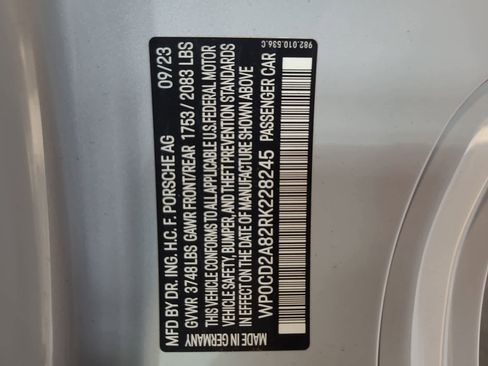 MFD BY DR. ING. H.C. F. PORSCHE AG 09/23
GVWR 3748 LBS GAWR FRONT/REAR 1753 / 2083 LBS
THIS VEHICLE CONFORMS TO ALL APPLICABLE U.S. FEDERAL MOTOR
VEHICLE SAFETY, BUMPER, AND THEFT PREVENTION STANDARDS
IN EFFECT ON THE DATE OF MANUFACTURE SHOWN ABOVE
WP0CD2A82RK228245 PASSENGER CAR
MADE IN GERMANY
982.010.536.C